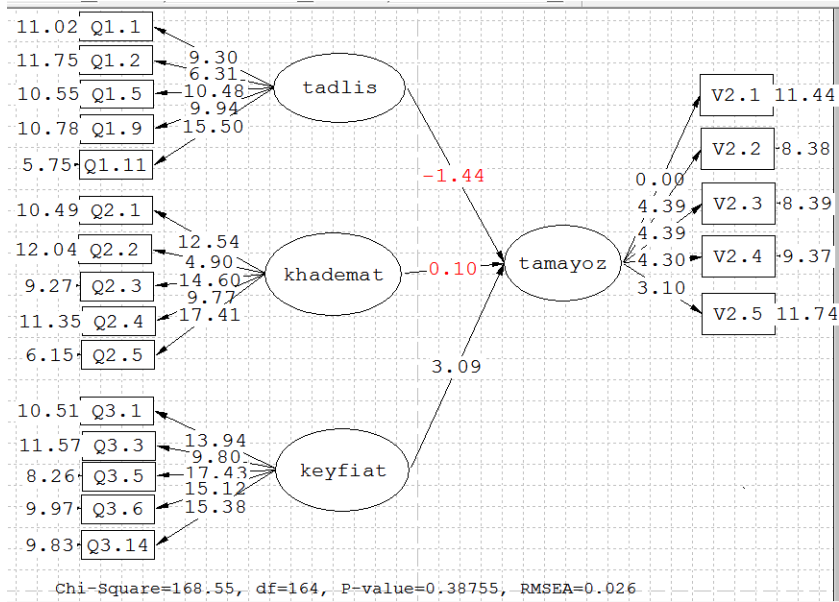 11.02 Q1.1
11.75 Q1.2
10.55 Q1.5
10.78 Q1.9
5.75 Q1.11
9.30
6.31
10.48
9.94
15.50
tadlis
-1.44
10.49 Q2.1
12.04 Q2.2
9.27 Q2.3
11.35 Q2.4
6.15 Q2.5
12.54
4.90
14.60
9.77
17.41
khademat
0.10
10.51 Q3.1
11.57 Q3.3
8.26 Q3.5
9.97 Q3.6
9.83 Q3.14
13.94
9.80
17.43
15.12
15.38
keyfiat
3.09
tamayoz
0.00
4.39
4.39
4.30
3.10
V2.1 11.44
V2.2 8.38
V2.3 8.39
V2.4 9.37
V2.5 11.74
Chi-Square=168.55, df=164, P-value=0.38755, RMSEA=0.026